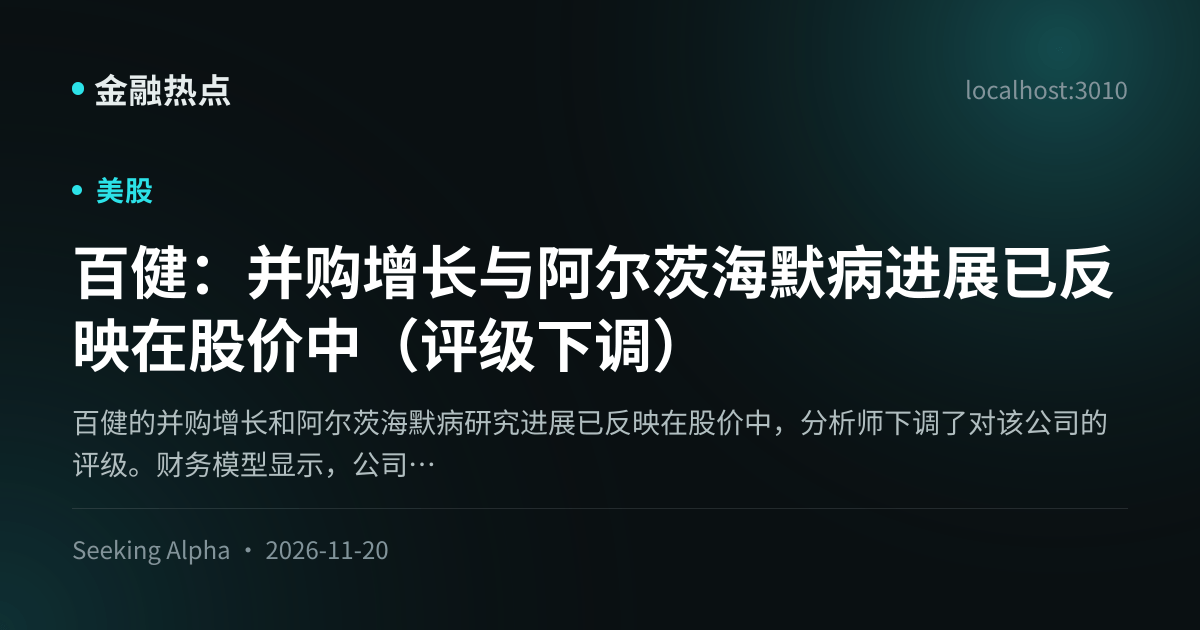 金融热点
localhost:3010
美股
百健：并购增长与阿尔茨海默病进展已反
映在股价中（评级下调）
百健的并购增长和阿尔茨海默病研究进展已反映在股价中，分析师下调了对该公司的
评级。财务模型显示，公司…
Seeking Alpha • 2026-11-20